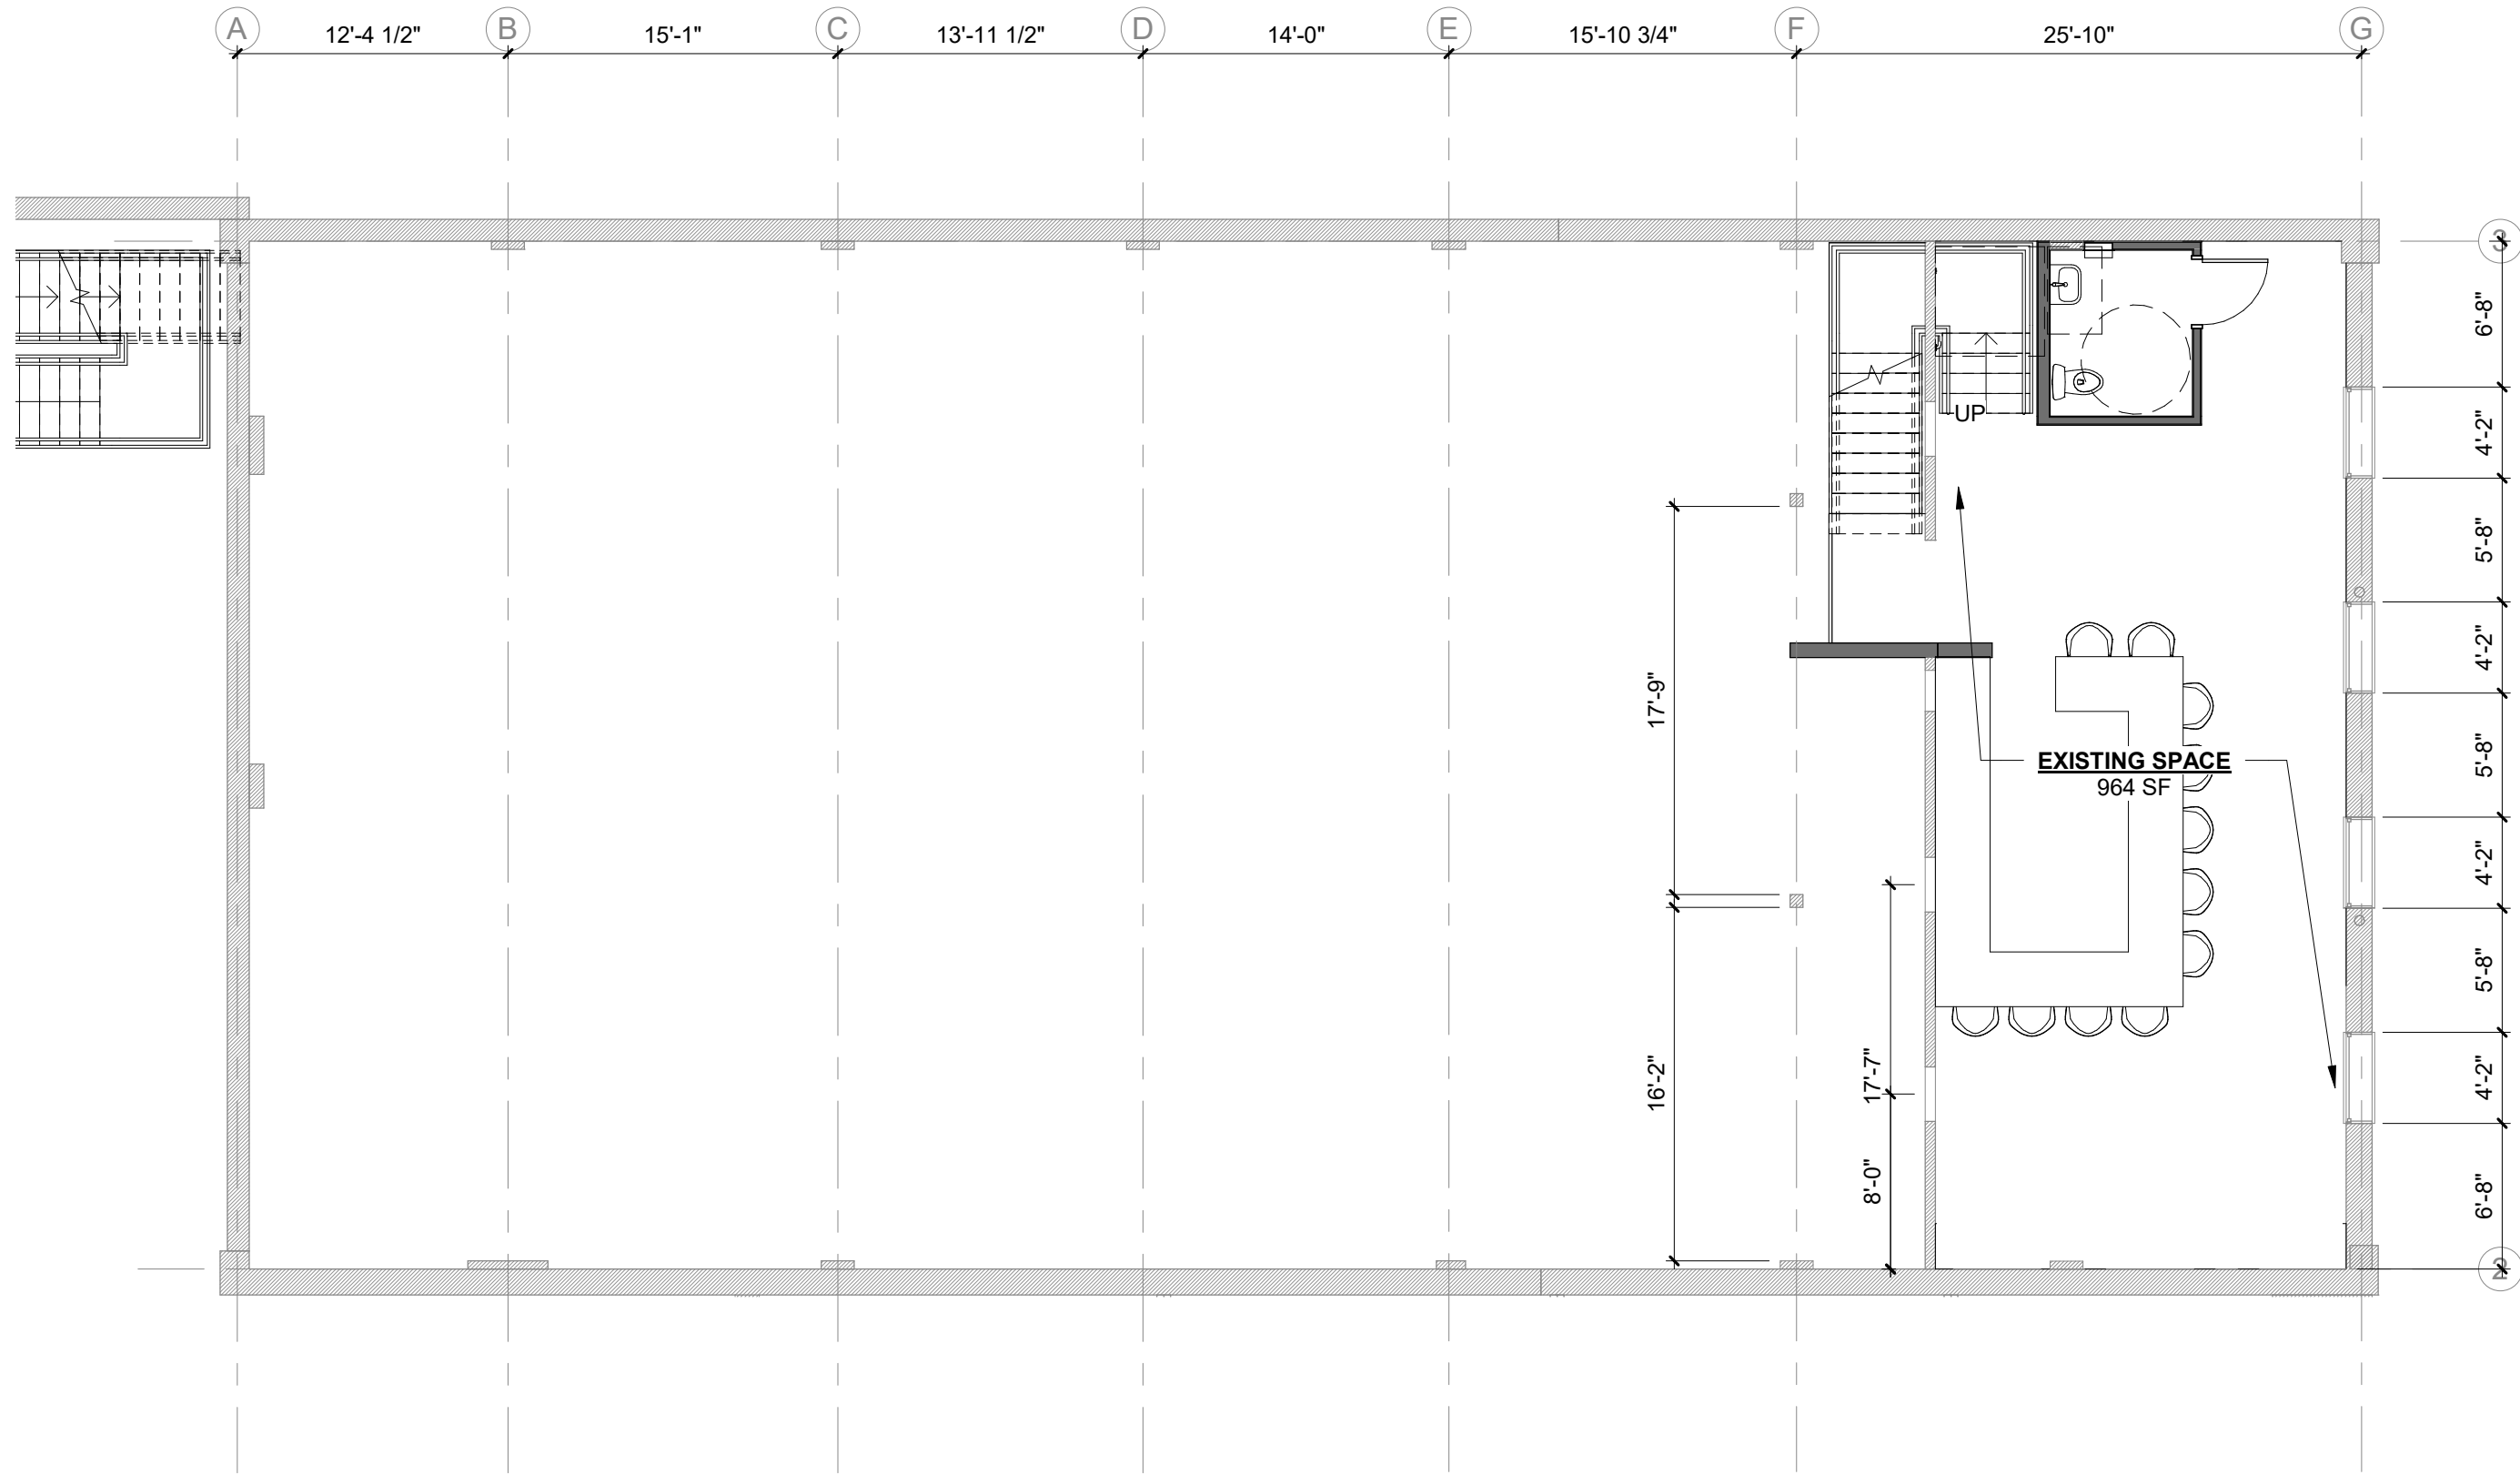 A
12'-4 1/2"
B
15'-1"
C
13'-11 1/2"
D
14'-0"
E
15'-10 3/4"
F
25'-10"
G
3
6'-8"
4'-2"
UP
5'-8"
4'-2"
17'-9"
EXISTING SPACE
964 SF
5'-8"
4'-2"
5'-8"
16'-2"
17'-7"
4'-2"
8'-0"
6'-8"
2